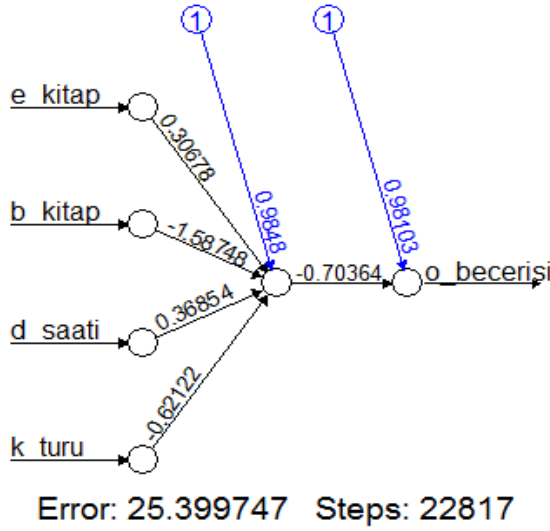 1
1
e_kitap
0.30678
b_kitap
-1.58748
0.9848
0.98103
-0.70364
o_becerisi
d_saati
0.36854
k_turu
-0.62122
Error: 25.399747 Steps: 22817